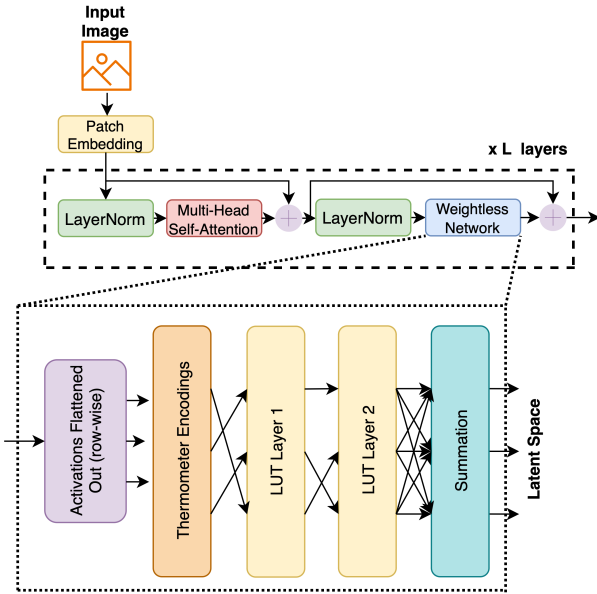 Input
Image
Patch
Embedding
x L layers
LayerNorm
Multi-Head
Self-Attention
LayerNorm
Weightless
Network
Activations Flattened
Out (row-wise)
Thermometer Encodings
LUT Layer 1
LUT Layer 2
Summation
Latent Space